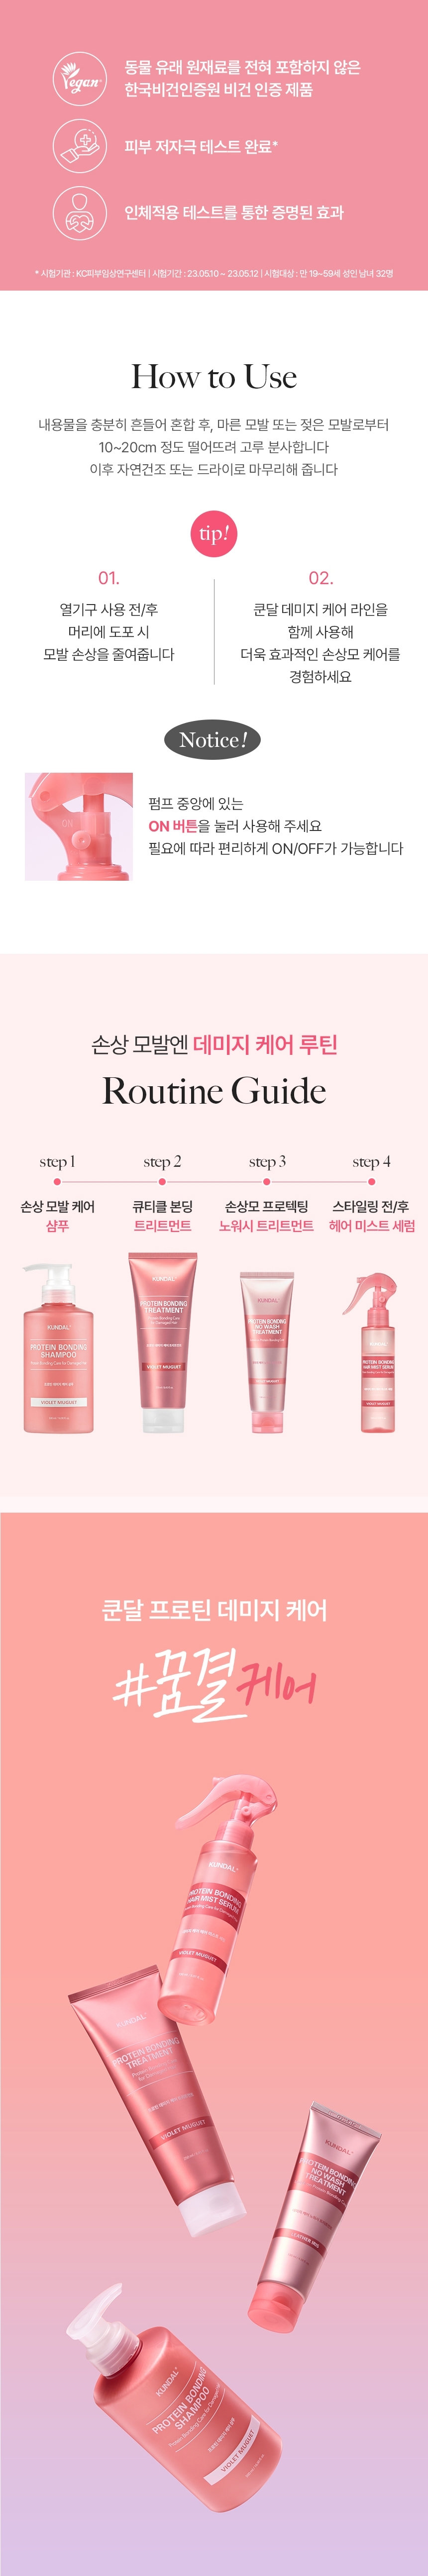 Vegan
동물 유래 원재료를 전혀 포함하지 않은
한국비건인증원 비건 인증 제품
피부 저자극 테스트 완료*
인체적용 테스트를 통한 증명된 효과
* 시험기관 : KC피부임상연구센터 | 시험기간 : 23.05.10 ~ 23.05.12 | 시험대상 : 만 19~59세 성인 남녀 32명
How to Use
내용물을 충분히 흔들어 혼합 후, 마른 모발 또는 젖은 모발로부터
10~20cm 정도 떨어뜨려 고루 분사합니다
이후 자연건조 또는 드라이로 마무리해 줍니다
tip!
01.
열기구 사용 전/후
머리에 도포 시
모발 손상을 줄여줍니다
02.
쿤달 데미지 케어 라인을
함께 사용해
더욱 효과적인 손상모 케어를
경험하세요
Notice!
ON
펌프 중앙에 있는
ON 버튼을 눌러 사용해 주세요
필요에 따라 편리하게 ON/OFF가 가능합니다
손상 모발엔 데미지 케어 루틴
Routine Guide
step 1
손상 모발 케어
샴푸
step 2
큐티클 본딩
트리트먼트
step 3
손상모 프로텍팅
노워시 트리트먼트
step 4
스타일링 전/후
헤어 미스트 세럼
KUNDAL
PROTEIN BONDING
SHAMPOO
VIOLET MUGUET
KUNDAL
PROTEIN BONDING
TREATMENT
VIOLET MUGUET
KUNDAL
PROTEIN BONDING
NO WASH
TREATMENT
PROTEIN BONDING
HAIR MIST SERUM
VIOLET MUGUET
쿤달 프로틴 데미지 케어
#꿈결케어
KUNDAL
PROTEIN BONDING
HAIR MIST SERUM
VIOLET MUGUET
KUNDAL
PROTEIN BONDING
TREATMENT
Protein Bonding Care
for Damaged Hair
VIOLET MUGUET
KUNDAL
PROTEIN BONDING
NO WASH
TREATMENT
KUNDAL
PROTEIN BONDING
SHAMPOO
Protein Bonding Care for Damaged Hair
VIOLET MUGUET